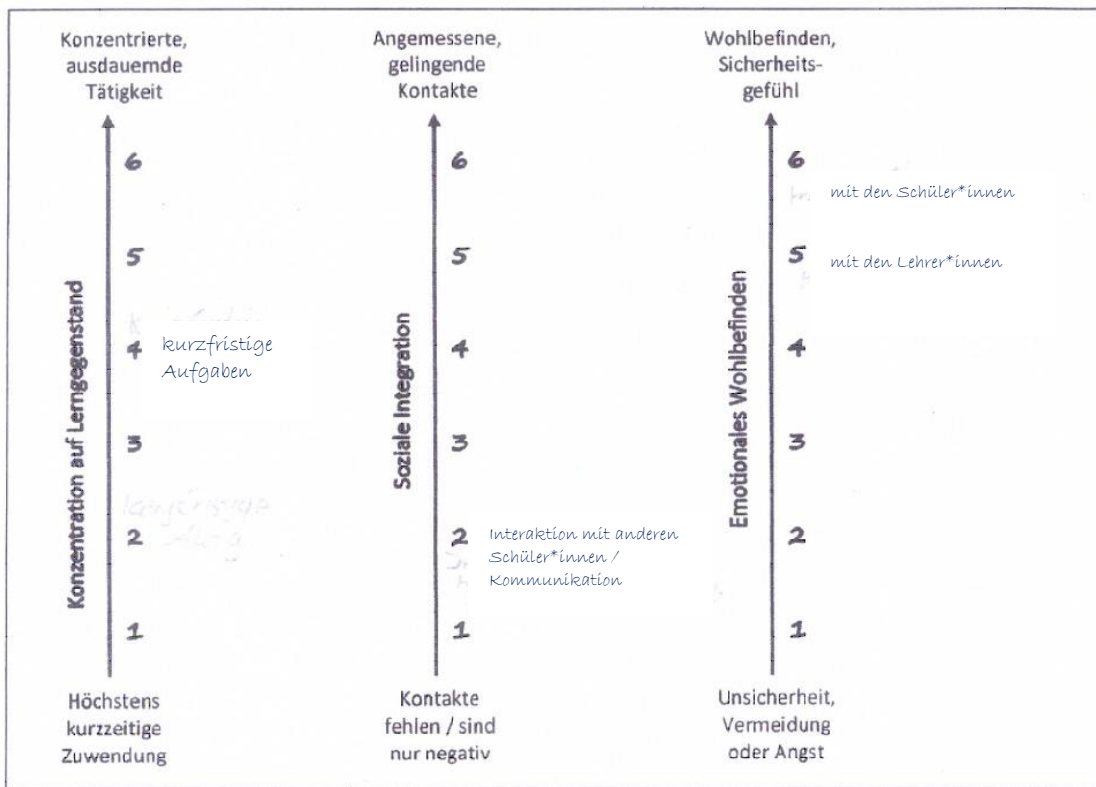 Konzentrierte,
ausdauernde
Tätigkeit
6
5
4
kurzfristige
Aufgaben
3
2
1
Konzentration auf Lerngegenstand
Höchstens
kurzzeitige
Zuwendung
Angemessene,
gelingende
Kontakte
6
5
4
3
2
Interaktion mit anderen
Schüler*innen /
Kommunikation
1
Soziale Integration
Kontakte
fehlen / sind
nur negativ
Wohlbefinden,
Sicherheits-
gefühl
6
mit den Schüler*innen
5
mit den Lehrer*innen
4
3
2
1
Emotionales Wohlbefinden
Unsicherheit,
Vermeidung
oder Angst